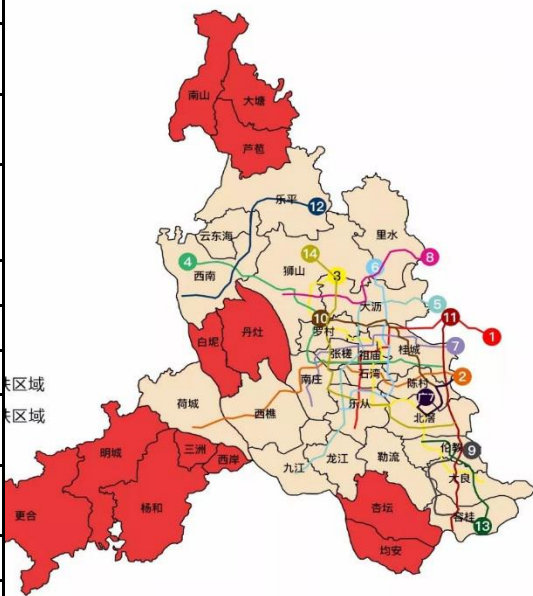 南山
大塘
芦苞
乐平
12
云东海
里水
4
西南
狮山
14
3
6
8
大沥
5
10
11
1
罗村
白坭
丹灶
张槎
祖庙
桂城
7
石湾
南庄
陈村
2
区域
区域
荷城
西樵
乐从
北滘
明城
三洲
西岸
九江
龙江
勒流
伦教
9
大良
更合
杨和
杏坛
容桂
13
均安